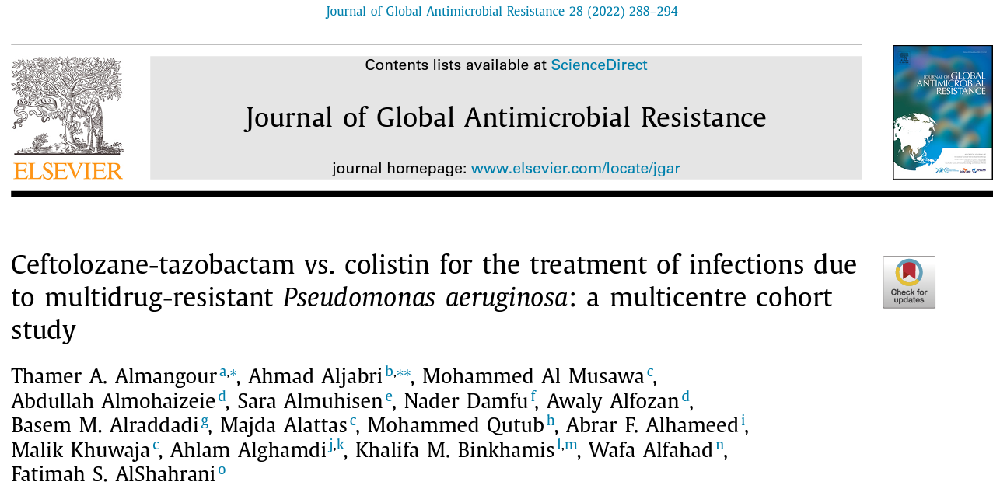 Journal of Global Antimicrobial Resistance 28 (2022) 288–294
Contents lists available at ScienceDirect
Journal of Global Antimicrobial Resistance
journal homepage: www.elsevier.com/locate/jgar
NON SOLUS
ELSEVIER
JOURNAL OF GLOBAL
ANTIMICROBIAL
RESISTANCE
Ceftolozane-tazobactam vs. colistin for the treatment of infections due
to multidrug-resistant Pseudomonas aeruginosa: a multicentre cohort
study
Check for
updates
Thamer A. Almangour a,*, Ahmad Aljabri b,**, Mohammed Al Musawa c,
Abdullah Almohaizeie d, Sara Almuhisen e, Nader Damfu f, Awaly Alfozan d,
Basem M. Alraddadi g, Majda Alattas c, Mohammed Qutub h, Abrar F. Alhameed i,
Malik Khuwaja c, Ahlam Alghamdi j,k, Khalifa M. Binkhamis l,m, Wafa Alfahad n,
Fatimah S. AlShahrani o